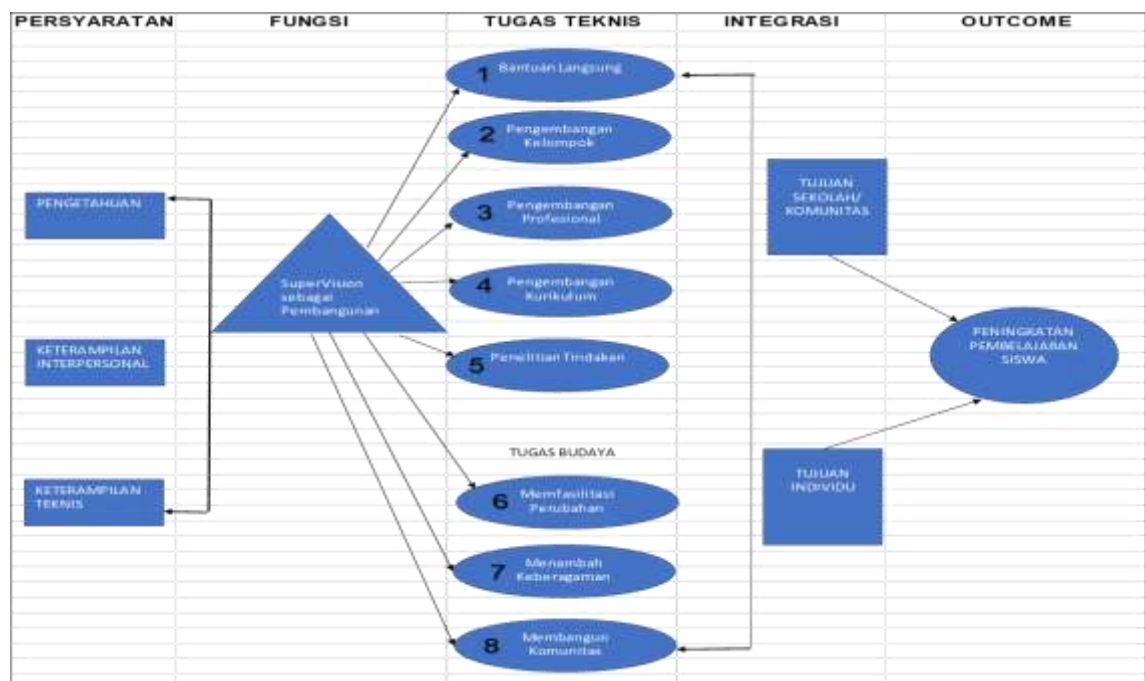 PERSYARATAN
FUNGSI
TUGAS TEKNIS
INTEGRASI
OUTCOME
PENGETAHUAN
KETERAMPILAN
INTERPERSONAL
KETERAMPILAN
TEKNIS
SuperVision
sebagai
Pembangunan
1 Bantuan Langsung
2 Pengembangan
Kelompok
3 Pengembangan
Profesional
4 Pengembangan
Kurikulum
5 Penelitian Tindakan
TUGAS BUDAYA
6 Memfasilitasi
Perubahan
7 Menambah
Keberagaman
8 Membangun
Komunitas
TUJUAN
SEKOLAH/
KOMUNITAS
TUJUAN
INDIVIDU
PENINGKATAN
PEMBELAJARAN
SISWA